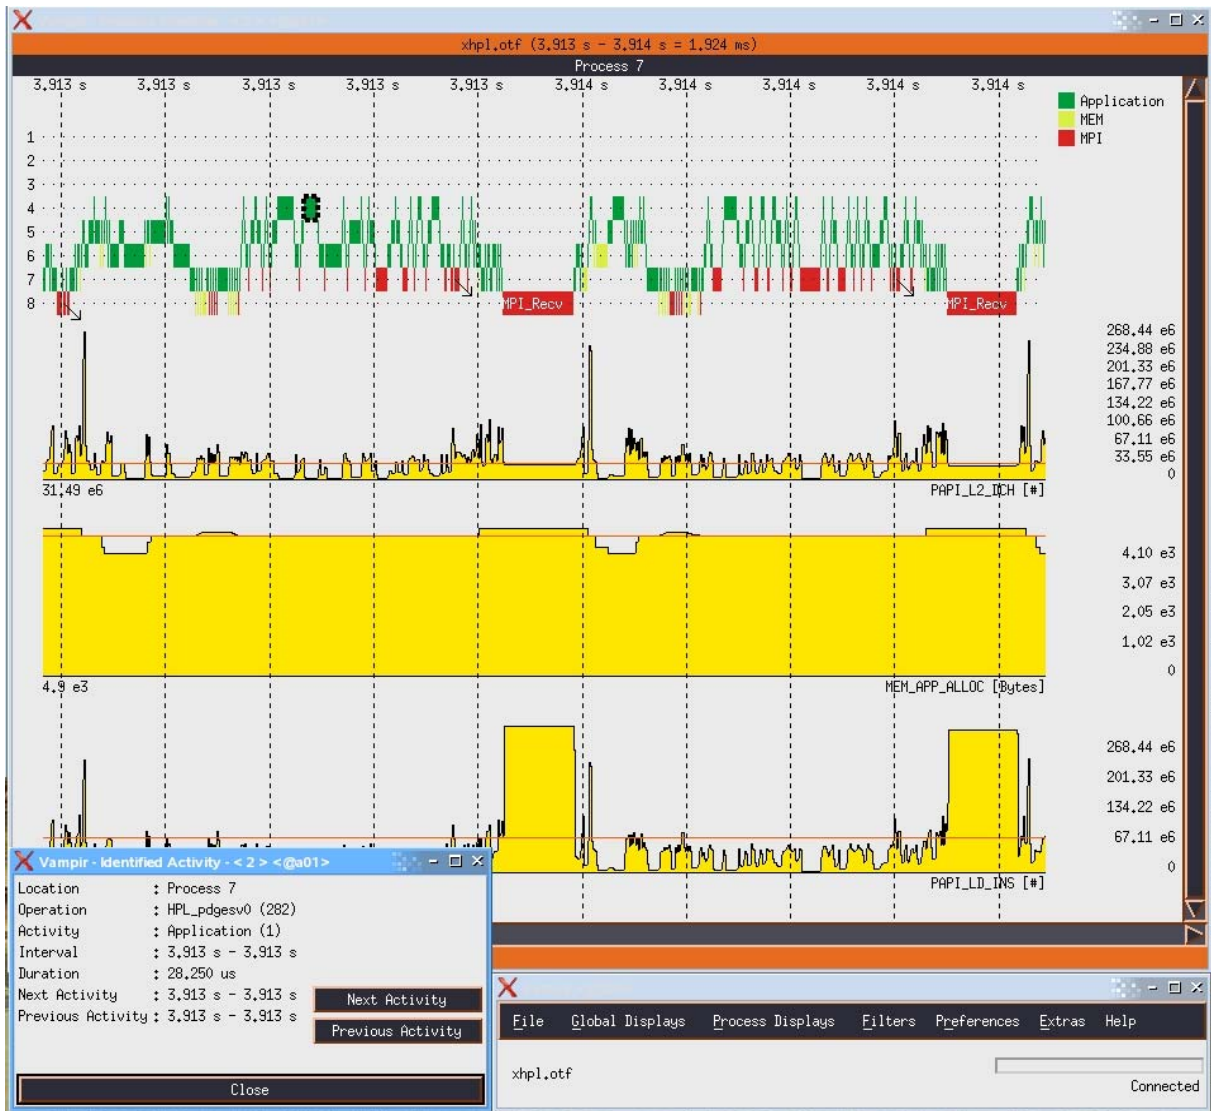 xhpl.otf (3.913 s - 3.914 s = 1.924 ms)
Process 7
3.913 s 3.913 s 3.913 s 3.913 s 3.913 s 3.914 s 3.914 s 3.914 s 3.914 s 3.914 s
Application
MEM
MPI
1
2
3
4
5
6
7
8
MPI_Recv MPI_Recv
268.44 e6
234.88 e6
201.33 e6
167.77 e6
134.22 e6
100.66 e6
67.11 e6
33.55 e6
0
31.49 e6 PAPI_L2_DCH [#]
4.10 e3
3.07 e3
2.05 e3
1.02 e3
0
4.9 e3 MEM_APP_ALLOC [Bytes]
268.44 e6
201.33 e6
134.22 e6
67.11 e6
0
PAPI_LD_INS [#]
Vampir - Identified Activity - < 2 > <@a01>
Location : Process 7
Operation : HPL_pdgesv0 (282)
Activity : Application (1)
Interval : 3.913 s - 3.913 s
Duration : 28.250 us
Next Activity : 3.913 s - 3.913 s Next Activity
Previous Activity : 3.913 s - 3.913 s Previous Activity
Close
File Global Displays Process Displays Filters Preferences Extras Help
xhpl.otf
Connected